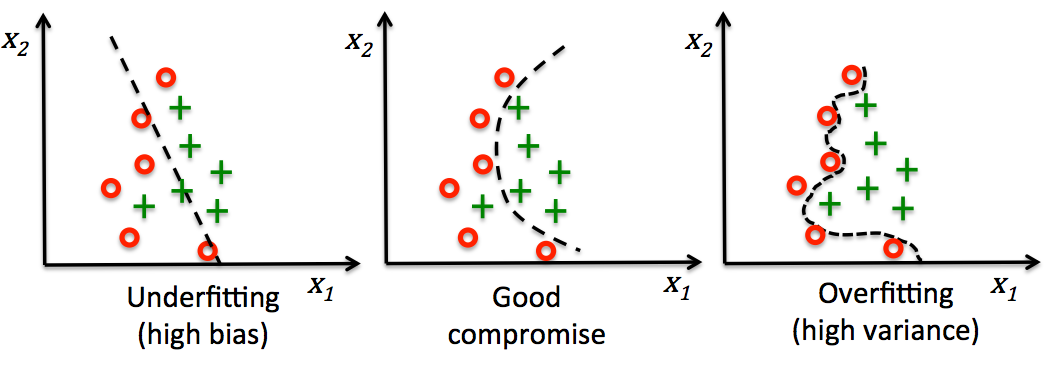 x2
x1
Underfitting
(high bias)
x2
x1
Good
compromise
x2
x1
Overfitting
(high variance)